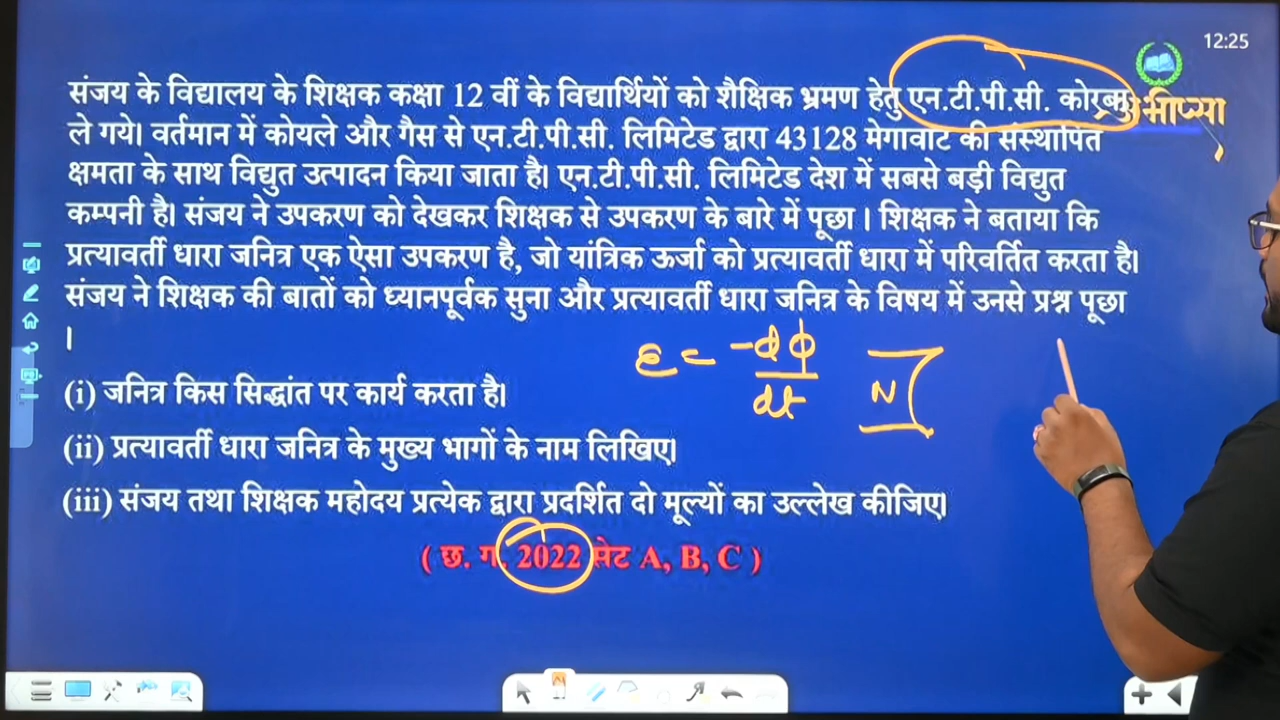 12:25
संजय के विद्यालय के शिक्षक कक्षा 12 वीं के विद्यार्थियों को शैक्षिक भ्रमण हेतु एन.टी.पी.सी. कोरबा
ले गये। वर्तमान में कोयले और गैस से एन.टी.पी.सी. लिमिटेड द्वारा 43128 मेगावाट की संस्थापित
क्षमता के साथ विद्युत उत्पादन किया जाता है। एन.टी.पी.सी. लिमिटेड देश में सबसे बड़ी विद्युत
कम्पनी है। संजय ने उपकरण को देखकर शिक्षक से उपकरण के बारे में पूछा । शिक्षक ने बताया कि
प्रत्यावर्ती धारा जनित्र एक ऐसा उपकरण है, जो यांत्रिक ऊर्जा को प्रत्यावर्ती धारा में परिवर्तित करता है।
संजय ने शिक्षक की बातों को ध्यानपूर्वक सुना और प्रत्यावर्ती धारा जनित्र के विषय में उनसे प्रश्न पूछा
।
ε = -dϕ/dt
N
(i) जनित्र किस सिद्धांत पर कार्य करता है।
(ii) प्रत्यावर्ती धारा जनित्र के मुख्य भागों के नाम लिखिए।
(iii) संजय तथा शिक्षक महोदय प्रत्येक द्वारा प्रदर्शित दो मूल्यों का उल्लेख कीजिए।
( छ. ग. 2022 सेट A, B, C )